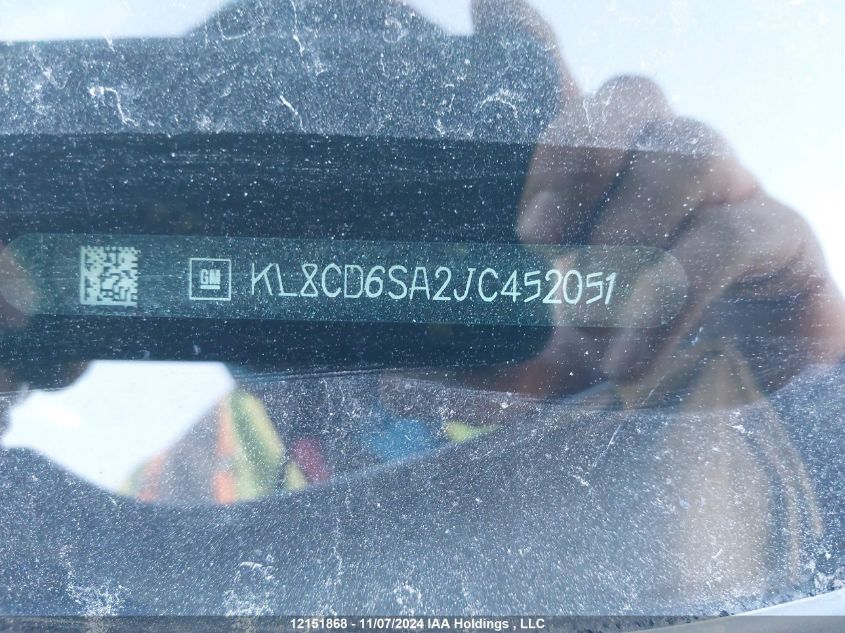 GM KL8CD6SA2JC452051
12151868 - 11/07/2024 IAA Holdings , LLC